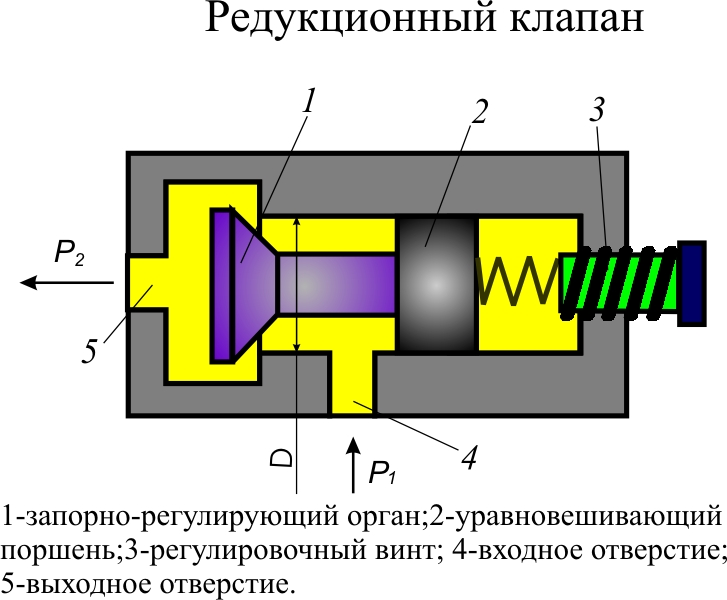 Редукционный клапан
1
2
3
P2
5
D
P1
4
1-запорно-регулирующий орган;2-уравновешивающий
поршень;3-регулировочный винт; 4-входное отверстие;
5-выходное отверстие.